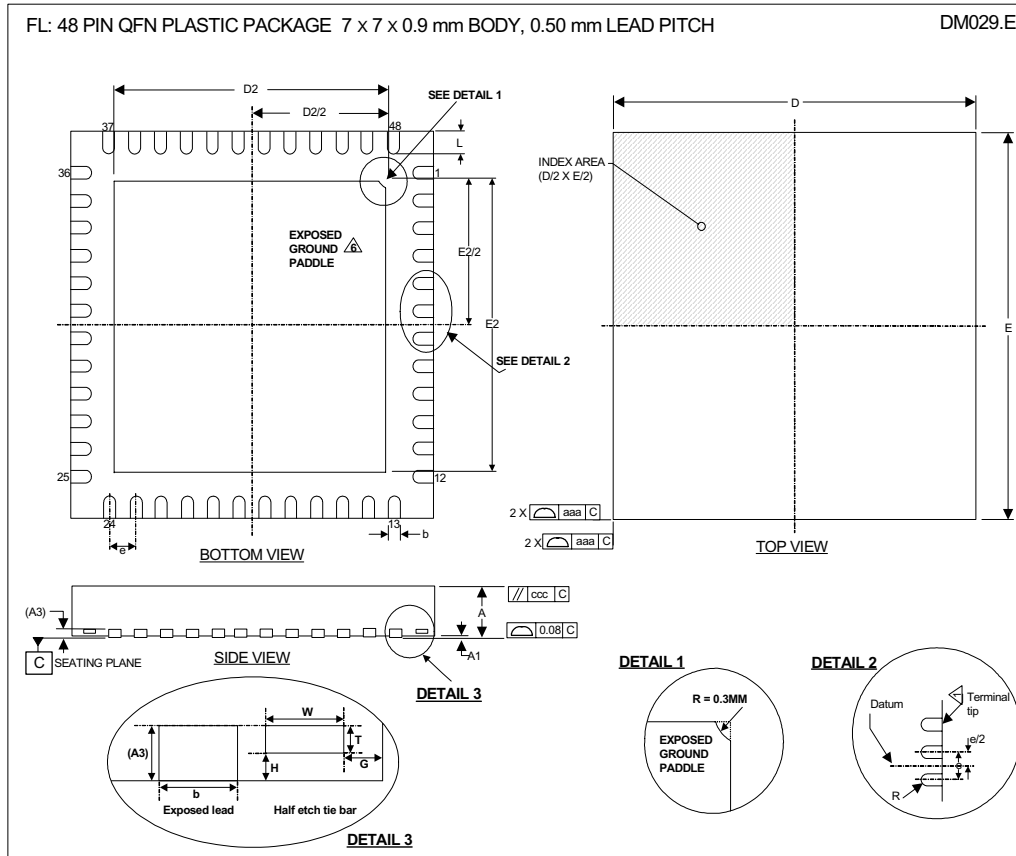 FL: 48 PIN QFN PLASTIC PACKAGE 7 x 7 x 0.9 mm BODY, 0.50 mm LEAD PITCH
DM029.E
D2
D2/2
SEE DETAIL 1
37
48
L
36
1
EXPOSED
GROUND
PADDLE
6
E2/2
E2
SEE DETAIL 2
25
12
24
13
e
b
BOTTOM VIEW
D
INDEX AREA
(D/2 X E/2)
E
2 X aaa C
2 X aaa C
TOP VIEW
(A3)
A
// ccc C
0.08 C
A1
C SEATING PLANE
SIDE VIEW
DETAIL 3
W
(A3)
T
H
G
b
Exposed lead
Half etch tie bar
DETAIL 3
DETAIL 1
R = 0.3MM
EXPOSED
GROUND
PADDLE
DETAIL 2
Datum
1
Terminal
tip
e/2
e
R